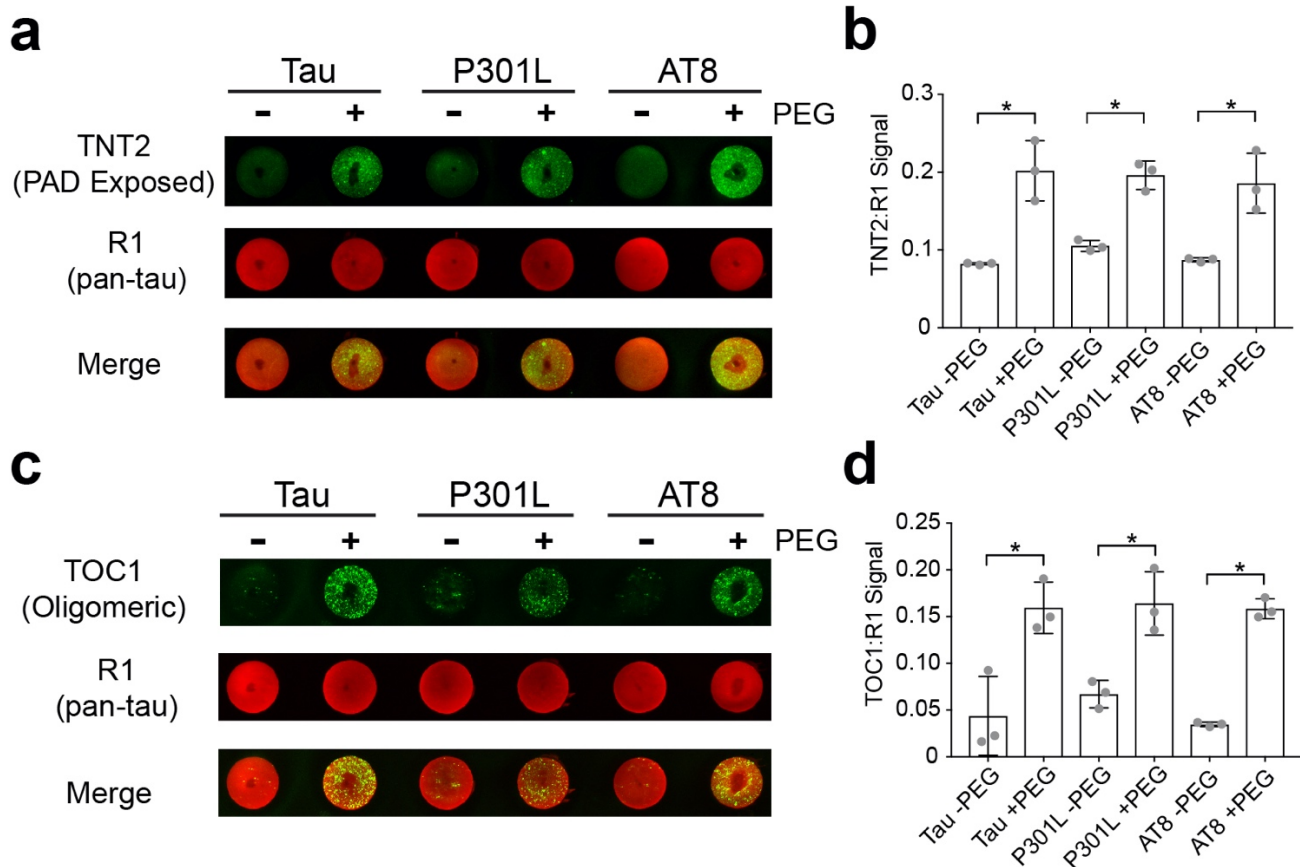 a
Tau P301L AT8
- + - + - + PEG
TNT2
(PAD Exposed)
R1
(pan-tau)
Merge
b
TNT2:R1 Signal
0.3
0.2
0.1
0
* * *
Tau -PEG
Tau +PEG
P301L -PEG
P301L +PEG
AT8 -PEG
AT8 +PEG
c
Tau P301L AT8
- + - + - + PEG
TOC1
(Oligomeric)
R1
(pan-tau)
Merge
d
TOC1:R1 Signal
0.25
0.20
0.15
0.10
0.05
0
* * *
Tau -PEG
Tau +PEG
P301L -PEG
P301L +PEG
AT8 -PEG
AT8 +PEG